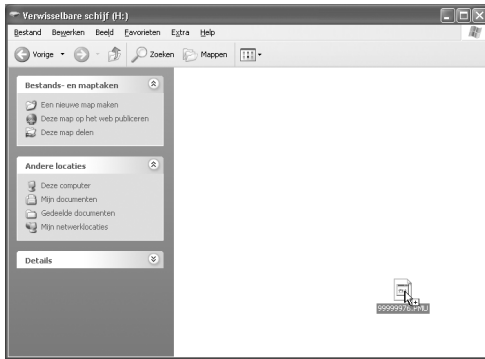 Verwisselbare schijf (H:)
Bestand Bewerken Beeld Favorieten Extra Help
Vorige Zoeken Mappen
Bestands- en maptaken
Een nieuwe map maken
Deze map op het web publiceren
Deze map delen
Andere locaties
Deze computer
Mijn documenten
Gedeelde documenten
Mijn netwerklocaties
Details
99999976.PMU